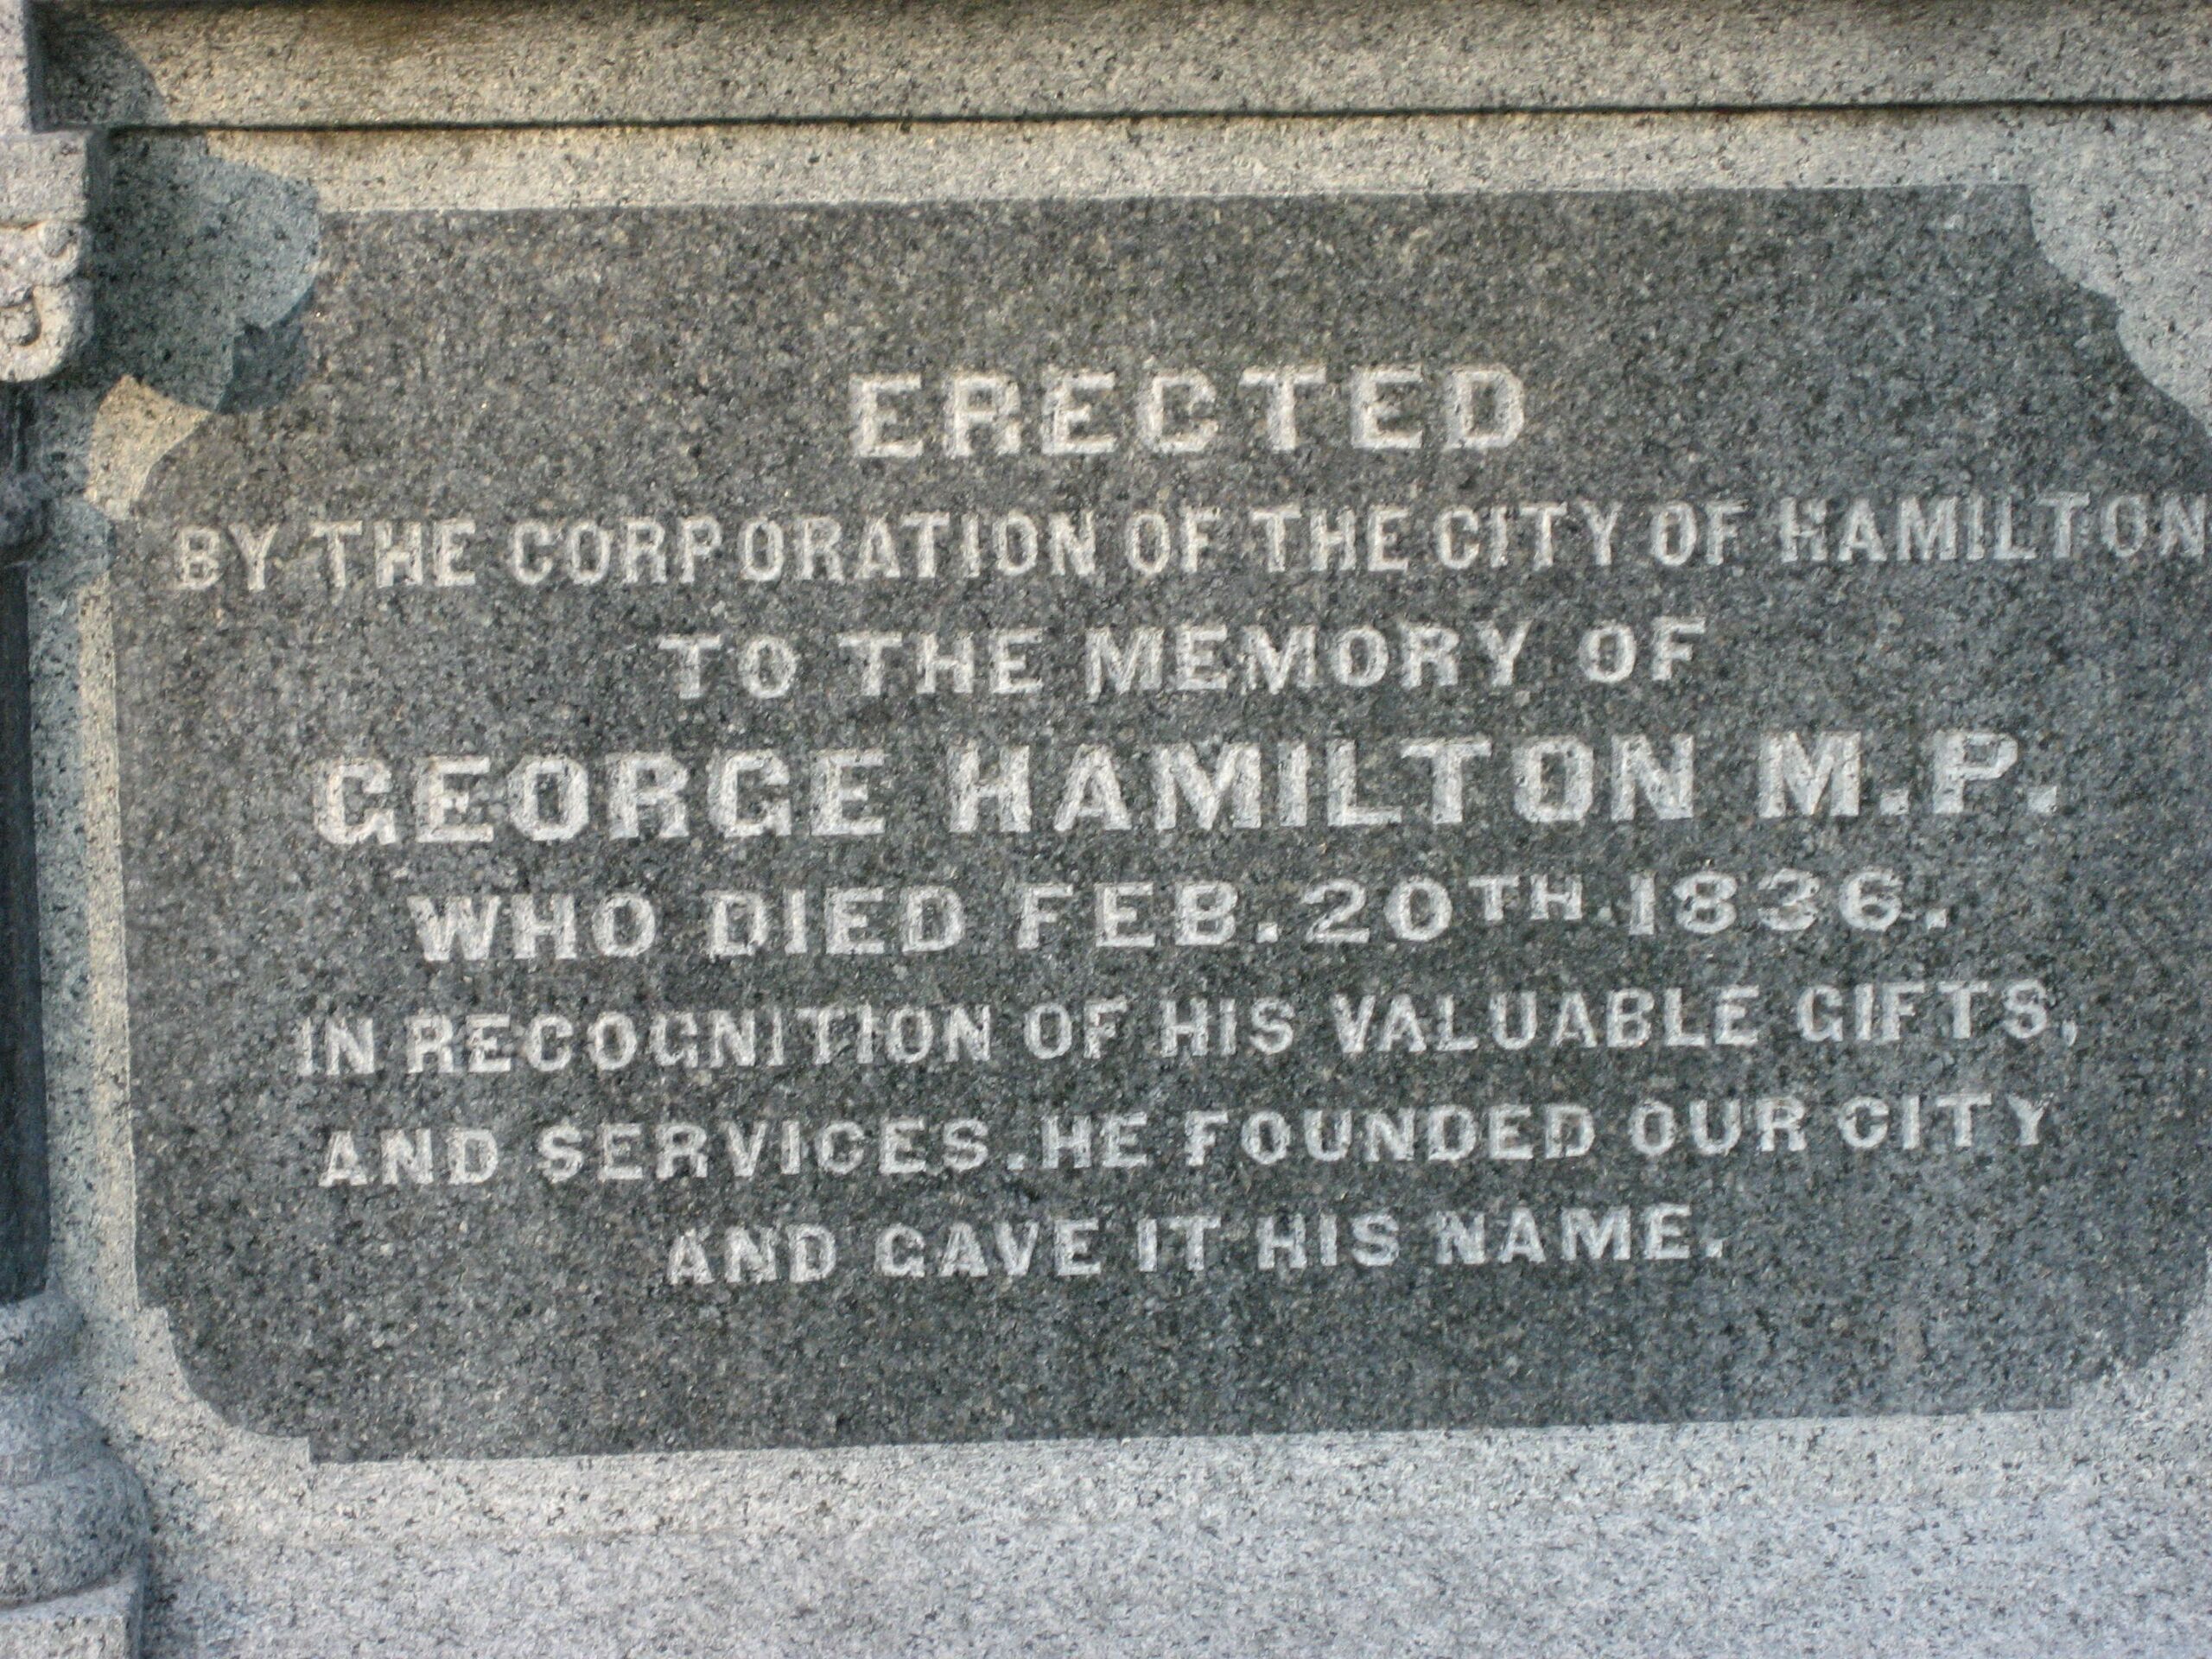 ERECTED
BY THE CORPORATION OF THE CITY OF HAMILTON
TO THE MEMORY OF
GEORGE HAMILTON M.P.
WHO DIED FEB. 20TH. 1836.
IN RECOGNITION OF HIS VALUABLE GIFTS,
AND SERVICES. HE FOUNDED OUR CITY
AND GAVE IT HIS NAME.